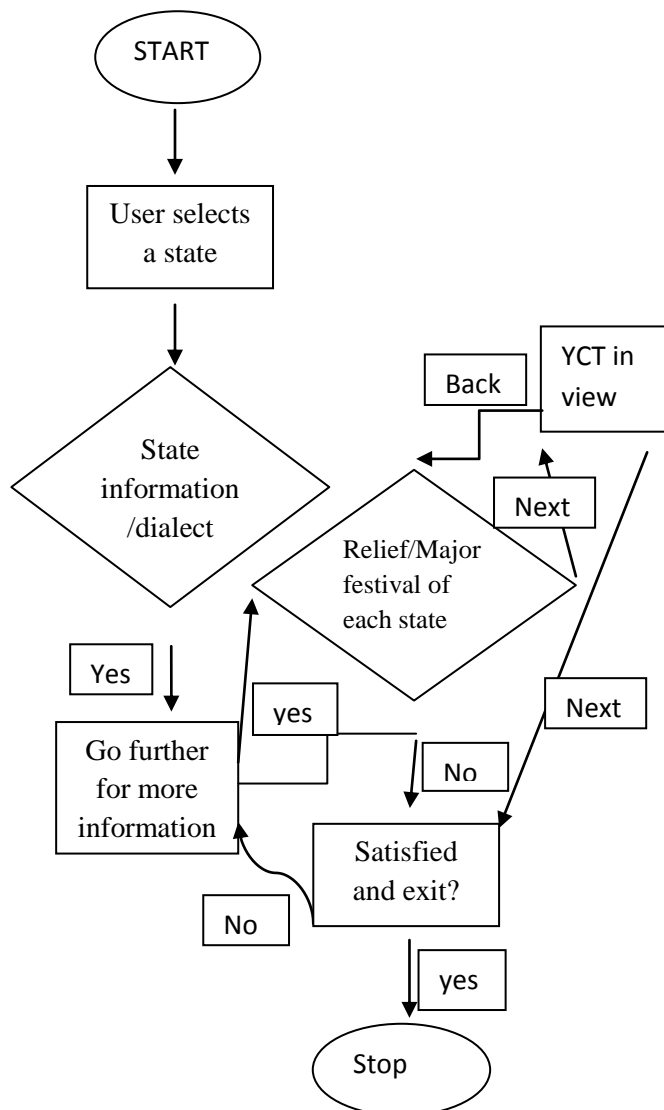 START
User selects
a state
YCT in
view
Back
State
information
/dialect
Next
Relief/Major
festival of
each state
Yes
yes
Next
Go further
for more
information
No
Satisfied
and exit?
No
yes
Stop